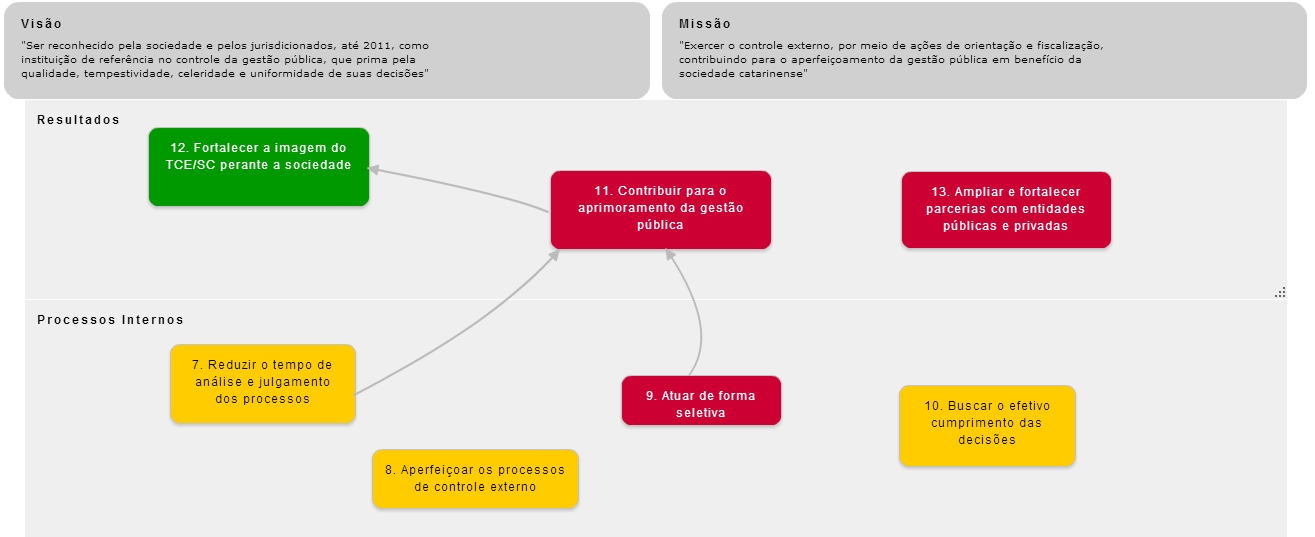 Visão
"Ser reconhecido pela sociedade e pelos jurisdicionados, até 2011, como
instituição de referência no controle da gestão pública, que prima pela
qualidade, tempestividade, celeridade e uniformidade de suas decisões"
Missão
"Exercer o controle externo, por meio de ações de orientação e fiscalização,
contribuindo para o aperfeiçoamento da gestão pública em benefício da
sociedade catarinense"
Resultados
12. Fortalecer a imagem do
TCE/SC perante a sociedade
11. Contribuir para o
aprimoramento da gestão
pública
13. Ampliar e fortalecer
parcerias com entidades
públicas e privadas
Processos Internos
7. Reduzir o tempo de
análise e julgamento
dos processos
9. Atuar de forma
seletiva
10. Buscar o efetivo
cumprimento das
decisões
8. Aperfeiçoar os processos
de controle externo